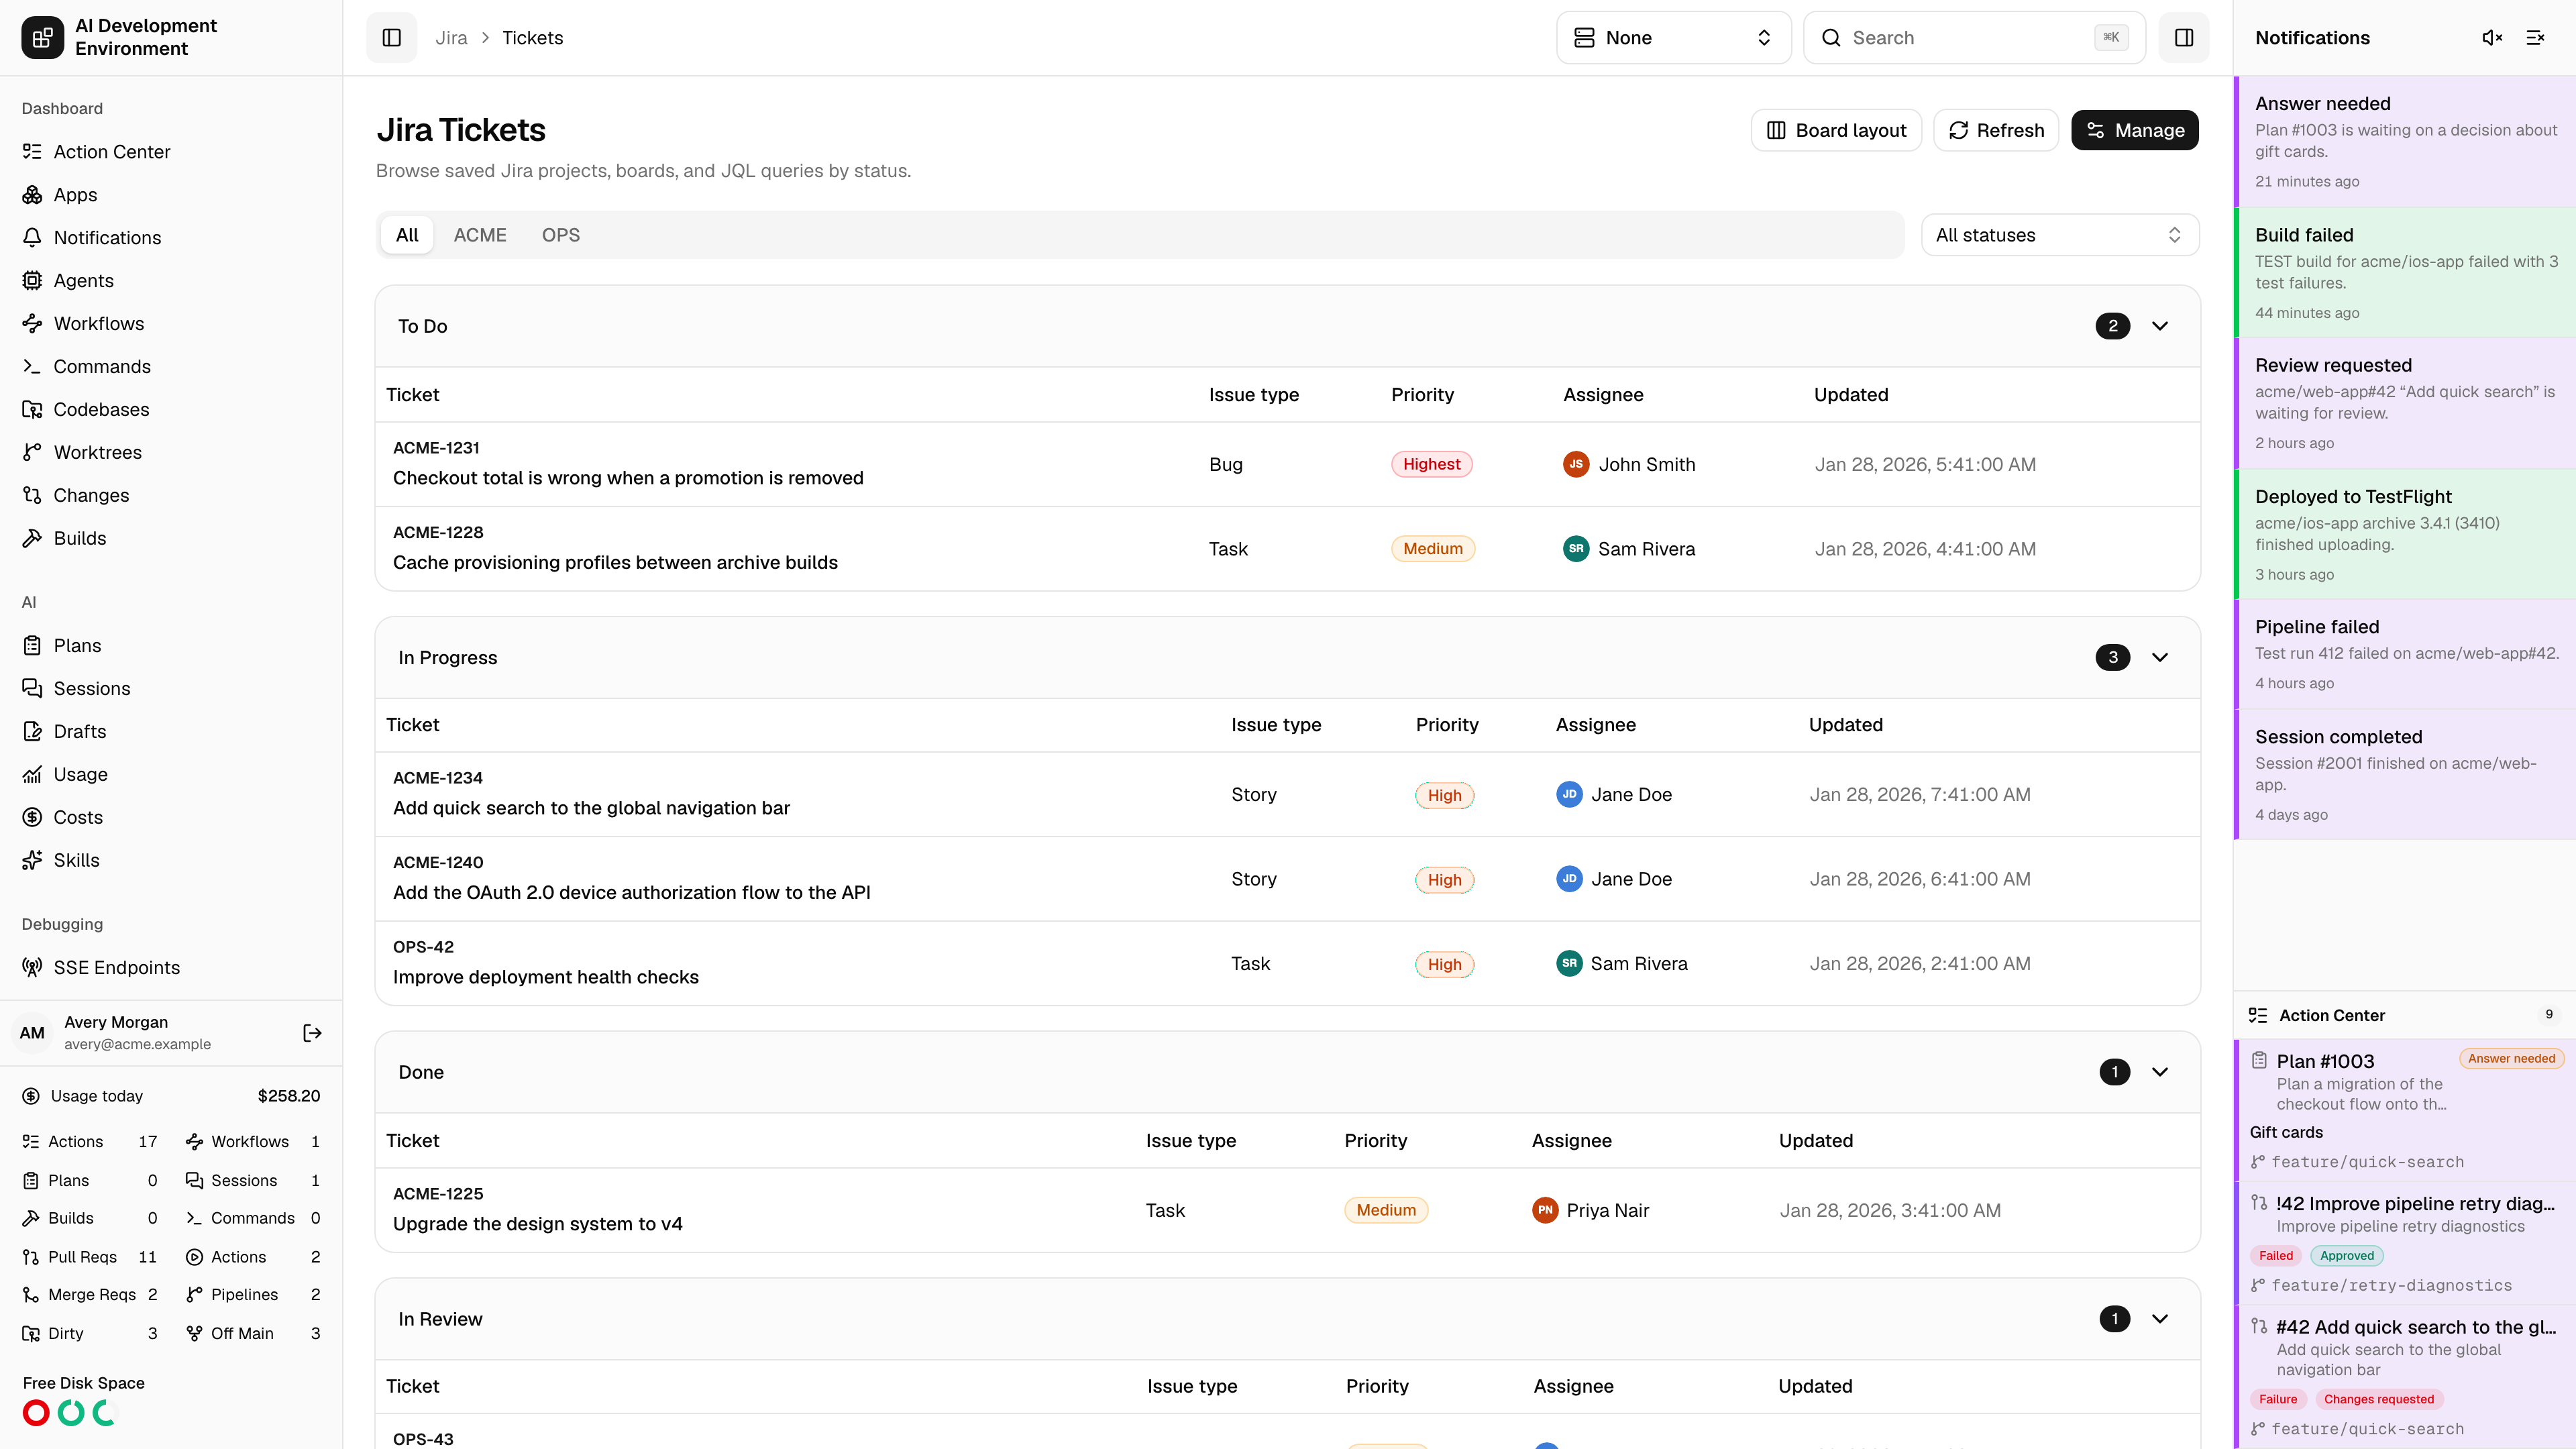 AI Development
Environment
Dashboard
Action Center
Apps
Notifications
Agents
Workflows
Commands
Codebases
Worktrees
Changes
Builds
AI
Plans
Sessions
Drafts
Usage
Costs
Skills
Debugging
SSE Endpoints
AM
Avery Morgan
avery@acme.example
Usage today $258.20
Actions 17 Workflows 1
Plans 0 Sessions 1
Builds 0 Commands 0
Pull Reqs 11 Actions 2
Merge Reqs 2 Pipelines 2
Dirty 3 Off Main 3
Free Disk Space
Jira > Tickets
None
Search ⌘K
Jira Tickets
Browse saved Jira projects, boards, and JQL queries by status.
Board layout
Refresh
Manage
All ACME OPS
All statuses
To Do 2
Ticket Issue type Priority Assignee Updated
ACME-1231
Checkout total is wrong when a promotion is removed
Bug Highest JS John Smith Jan 28, 2026, 5:41:00 AM
ACME-1228
Cache provisioning profiles between archive builds
Task Medium SR Sam Rivera Jan 28, 2026, 4:41:00 AM
In Progress 3
Ticket Issue type Priority Assignee Updated
ACME-1234
Add quick search to the global navigation bar
Story High JD Jane Doe Jan 28, 2026, 7:41:00 AM
ACME-1240
Add the OAuth 2.0 device authorization flow to the API
Story High JD Jane Doe Jan 28, 2026, 6:41:00 AM
OPS-42
Improve deployment health checks
Task High SR Sam Rivera Jan 28, 2026, 2:41:00 AM
Done 1
Ticket Issue type Priority Assignee Updated
ACME-1225
Upgrade the design system to v4
Task Medium PN Priya Nair Jan 28, 2026, 3:41:00 AM
In Review 1
Ticket Issue type Priority Assignee Updated
OPS-43
Notifications
Answer needed
Plan #1003 is waiting on a decision about
gift cards.
21 minutes ago
Build failed
TEST build for acme/ios-app failed with 3
test failures.
44 minutes ago
Review requested
acme/web-app#42 “Add quick search” is
waiting for review.
2 hours ago
Deployed to TestFlight
acme/ios-app archive 3.4.1 (3410)
finished uploading.
3 hours ago
Pipeline failed
Test run 412 failed on acme/web-app#42.
4 hours ago
Session completed
Session #2001 finished on acme/web-
app.
4 days ago
Action Center 9
Plan #1003 Answer needed
Plan a migration of the
checkout flow onto th…
Gift cards
feature/quick-search
!42 Improve pipeline retry diag…
Improve pipeline retry diagnostics
Failed Approved
feature/retry-diagnostics
#42 Add quick search to the gl…
Add quick search to the global
navigation bar
Failure Changes requested
feature/quick-search